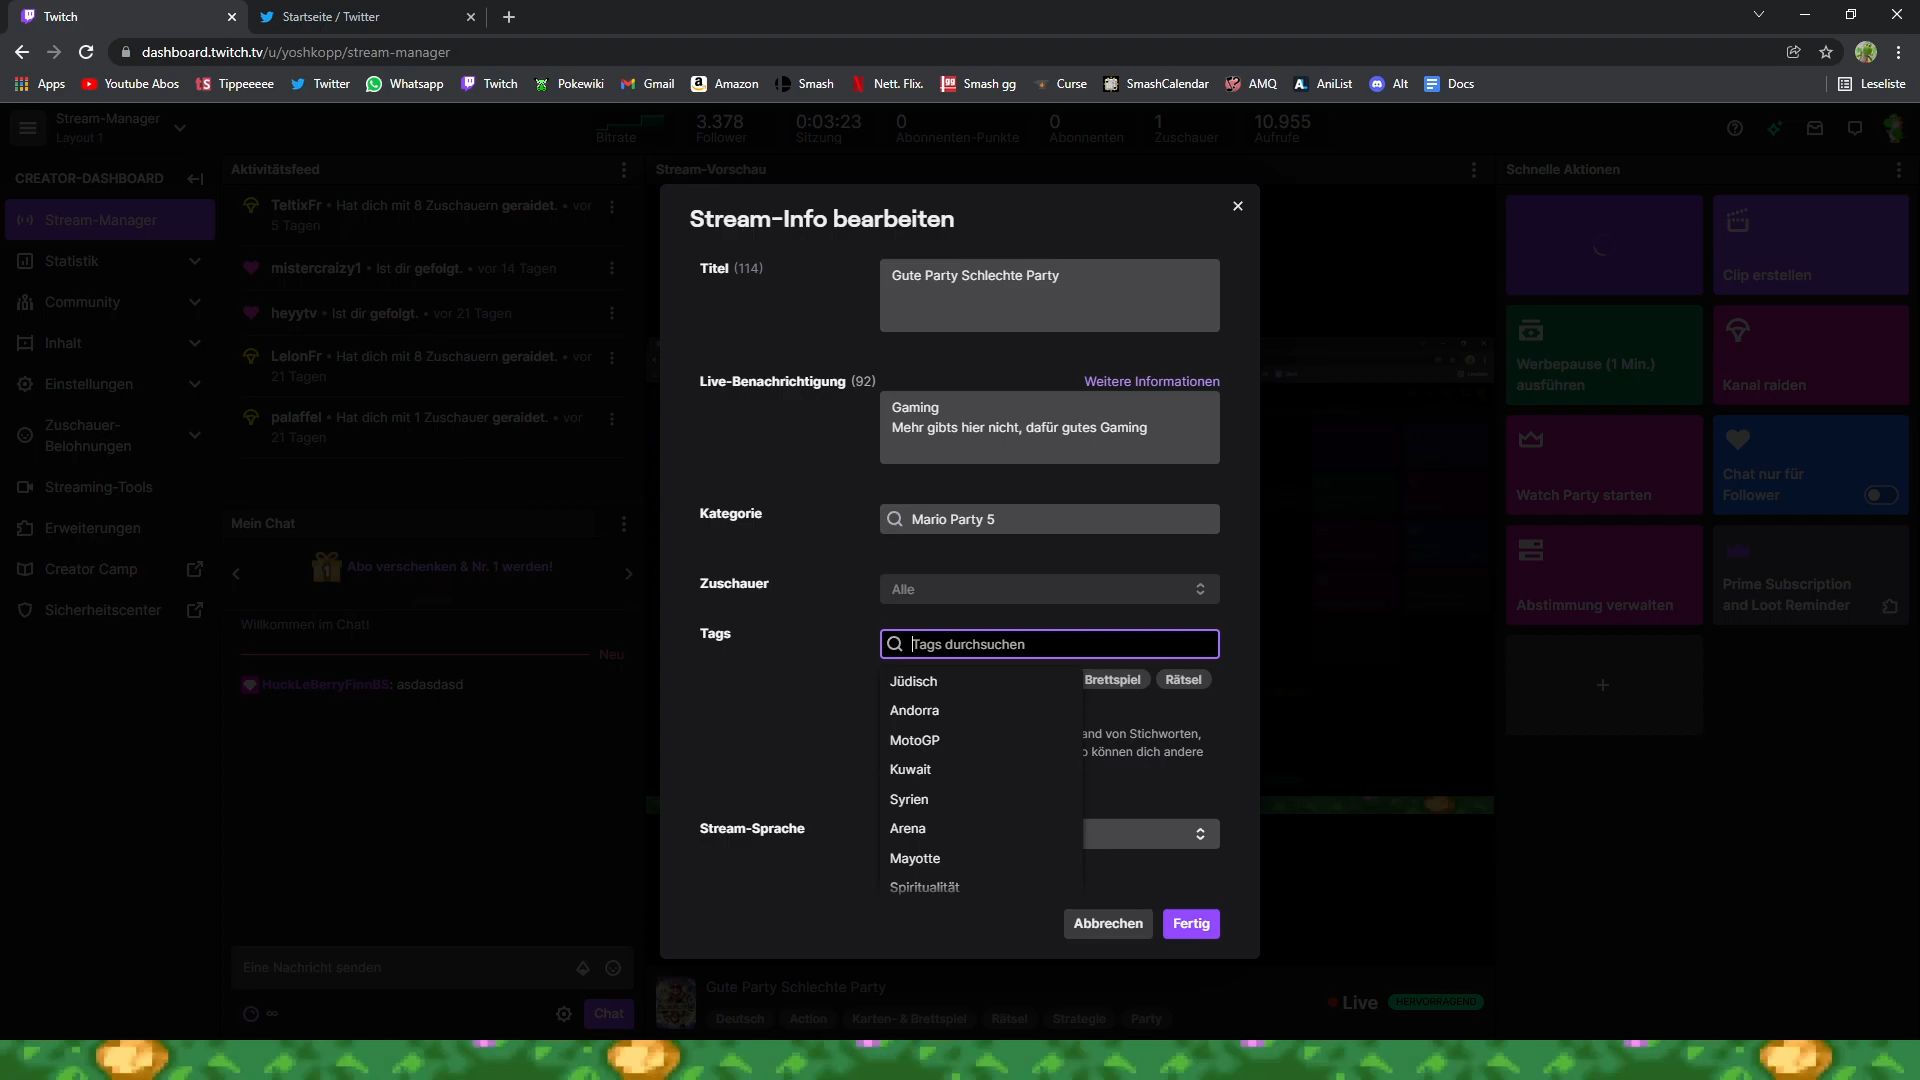 Twitch
Startseite / Twitter
dashboard.twitch.tv/u/yoshkopp/stream-manager
Apps
Youtube Abos
Tippeeeee
Twitter
Whatsapp
Twitch
Pokewiki
Gmail
Amazon
Smash
Nett. Flix.
Smash gg
Curse
SmashCalendar
AMQ
AniList
Alt
Docs
Leseliste
Stream-Manager
Layout 1
Bitrate
3.378
Follower
0:03:23
Sitzung
0
Abonnenten-Punkte
0
Abonnenten
1
Zuschauer
10.955
Aufrufe
CREATOR-DASHBOARD
Stream-Manager
Statistik
Community
Inhalt
Einstellungen
Zuschauer-
Belohnungen
Streaming-Tools
Erweiterungen
Creator Camp
Sicherheitscenter
Aktivitätsfeed
TeltixFr • Hat dich mit 8 Zuschauern geraidet. • vor
5 Tagen
mistercraizy1 • Ist dir gefolgt. • vor 14 Tagen
heyytv • Ist dir gefolgt. • vor 21 Tagen
LelonFr • Hat dich mit 8 Zuschauern geraidet. • vor
21 Tagen
palaffel • Hat dich mit 1 Zuschauer geraidet. • vor
21 Tagen
Mein Chat
1
Abo verschenken & Nr. 1 werden!
Willkommen im Chat!
Neu
HuckLeBerryFinnBS: asdasdasd
Eine Nachricht senden
∞
Chat
Stream-Vorschau
Stream-Info bearbeiten
Titel (114)
Gute Party Schlechte Party
Live-Benachrichtigung (92)
Weitere Informationen
Gaming
Mehr gibts hier nicht, dafür gutes Gaming
Kategorie
Mario Party 5
Zuschauer
Alle
Tags
Tags durchsuchen
Brettspiel
Rätsel
Jüdisch
Andorra
MotoGP
Kuwait
Syrien
Arena
Mayotte
Spiritualität
and von Stichworten,
können dich andere
Stream-Sprache
Abbrechen
Fertig
Gute Party Schlechte Party
Deutsch
Action
Karten- & Brettspiel
Rätsel
Strategie
Party
Live
HERVORRAGEND
Schnelle Aktionen
Clip erstellen
Werbepause (1 Min.)
ausführen
Kanal raiden
Watch Party starten
Chat nur für
Follower
Abstimmung verwalten
Prime Subscription
and Loot Reminder